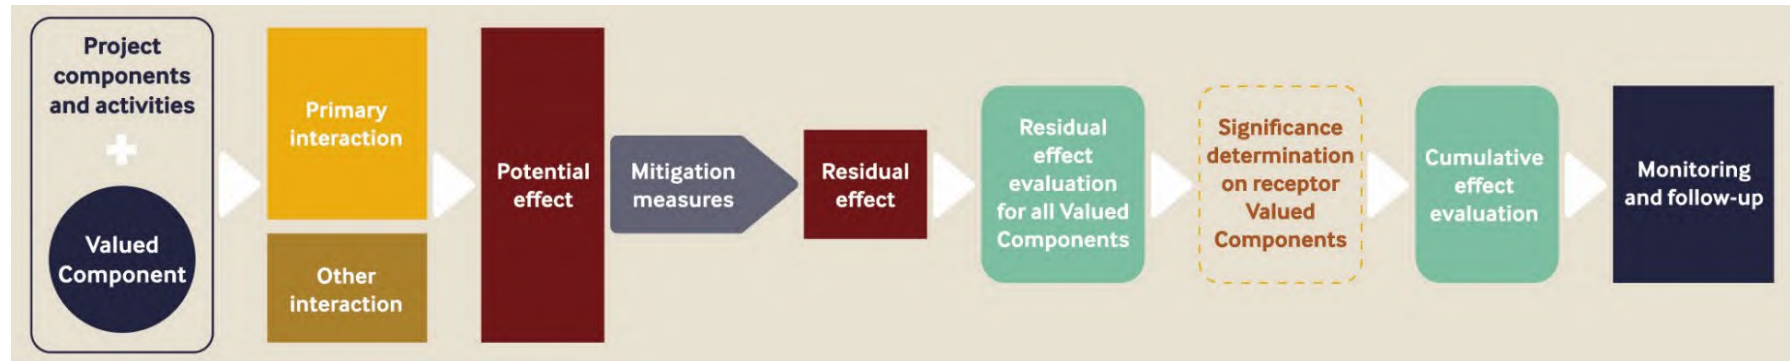 Project
components
and activities
+
Valued
Component
Primary
interaction
Other
interaction
Potential
effect
Mitigation
measures
Residual
effect
Residual
effect
evaluation
for all Valued
Components
Significance
determination
on receptor
Valued
Components
Cumulative
effect
evaluation
Monitoring
and follow-up